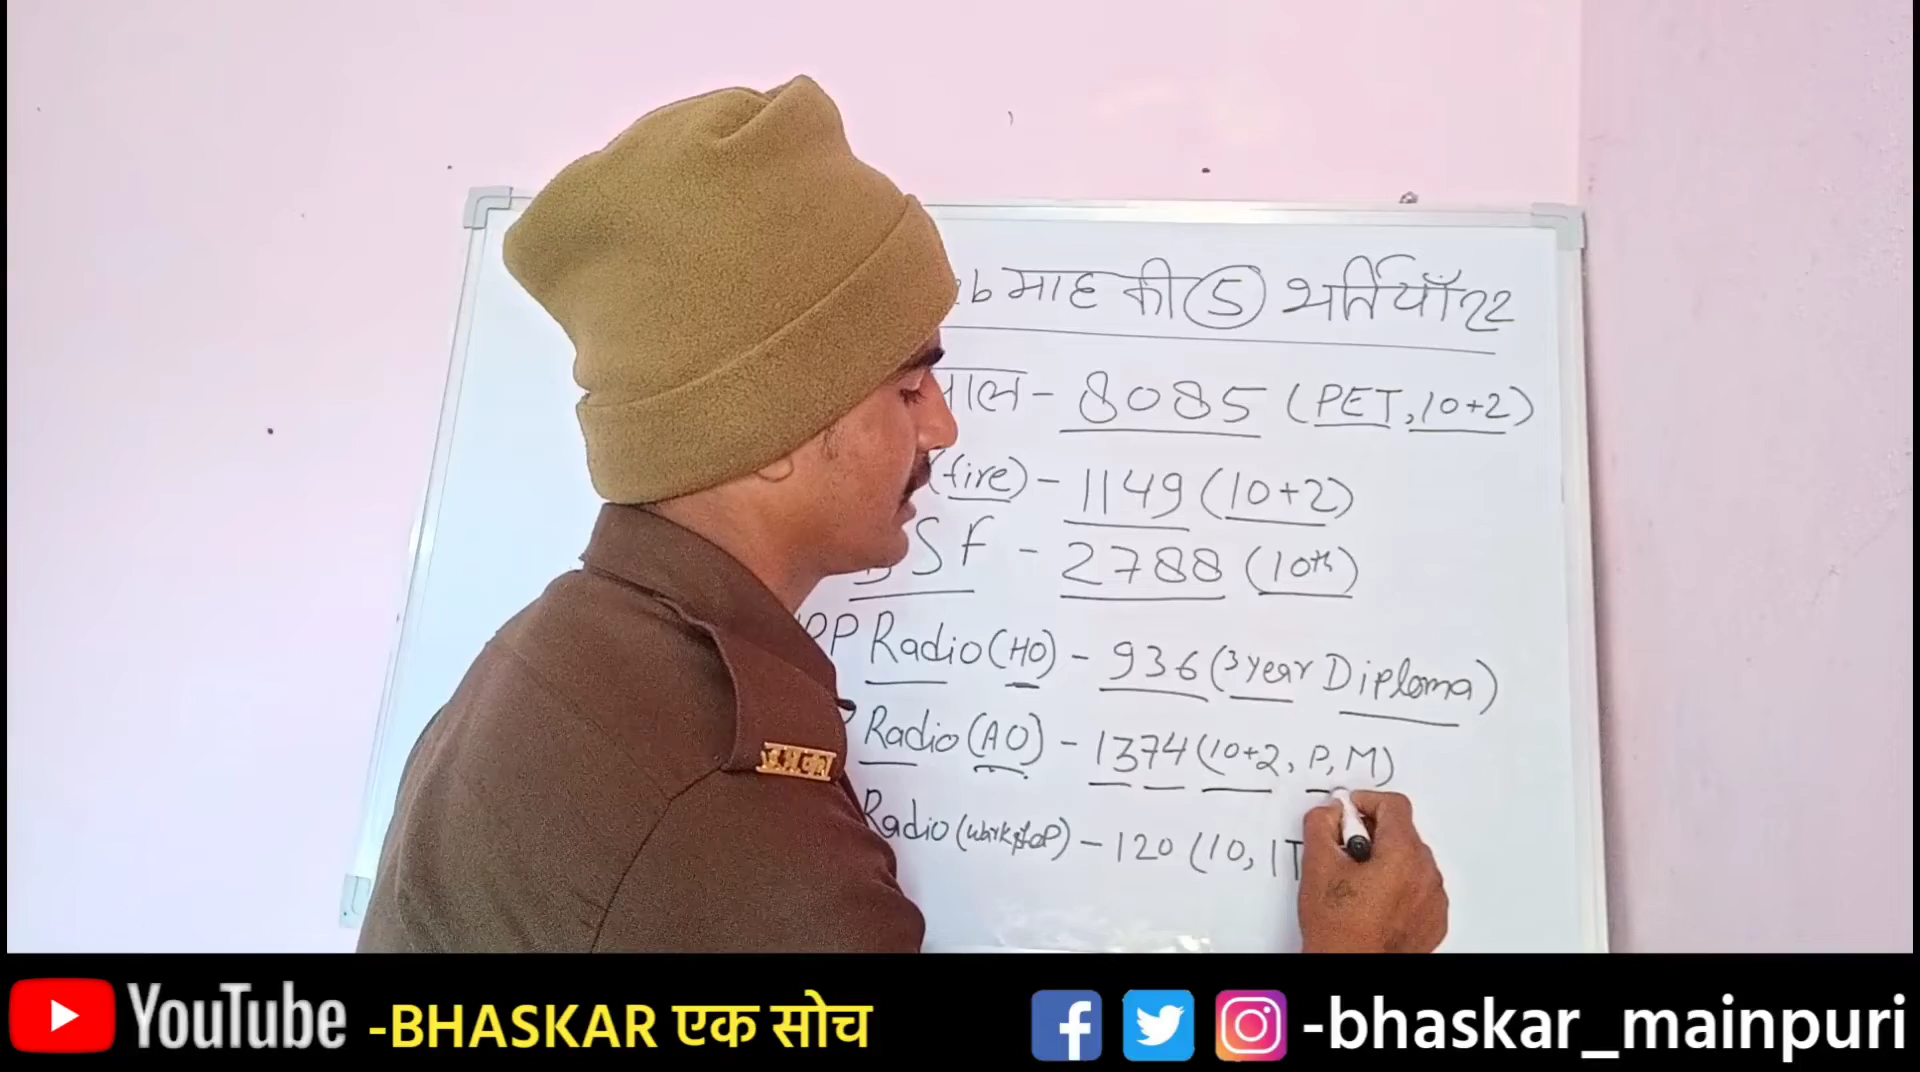 माह की 5 भर्तियाँ 22
- 8085 (PET, 10+2)
(fire) - 1149 (10+2)
SF - 2788 (10th)
Radio (HO) - 936 (3 year Diploma)
Radio (AO) - 1374 (10+2, P, M)
Radio (workshop) - 120 (10,
YouTube -BHASKAR एक सोच
-bhaskar_mainpuri